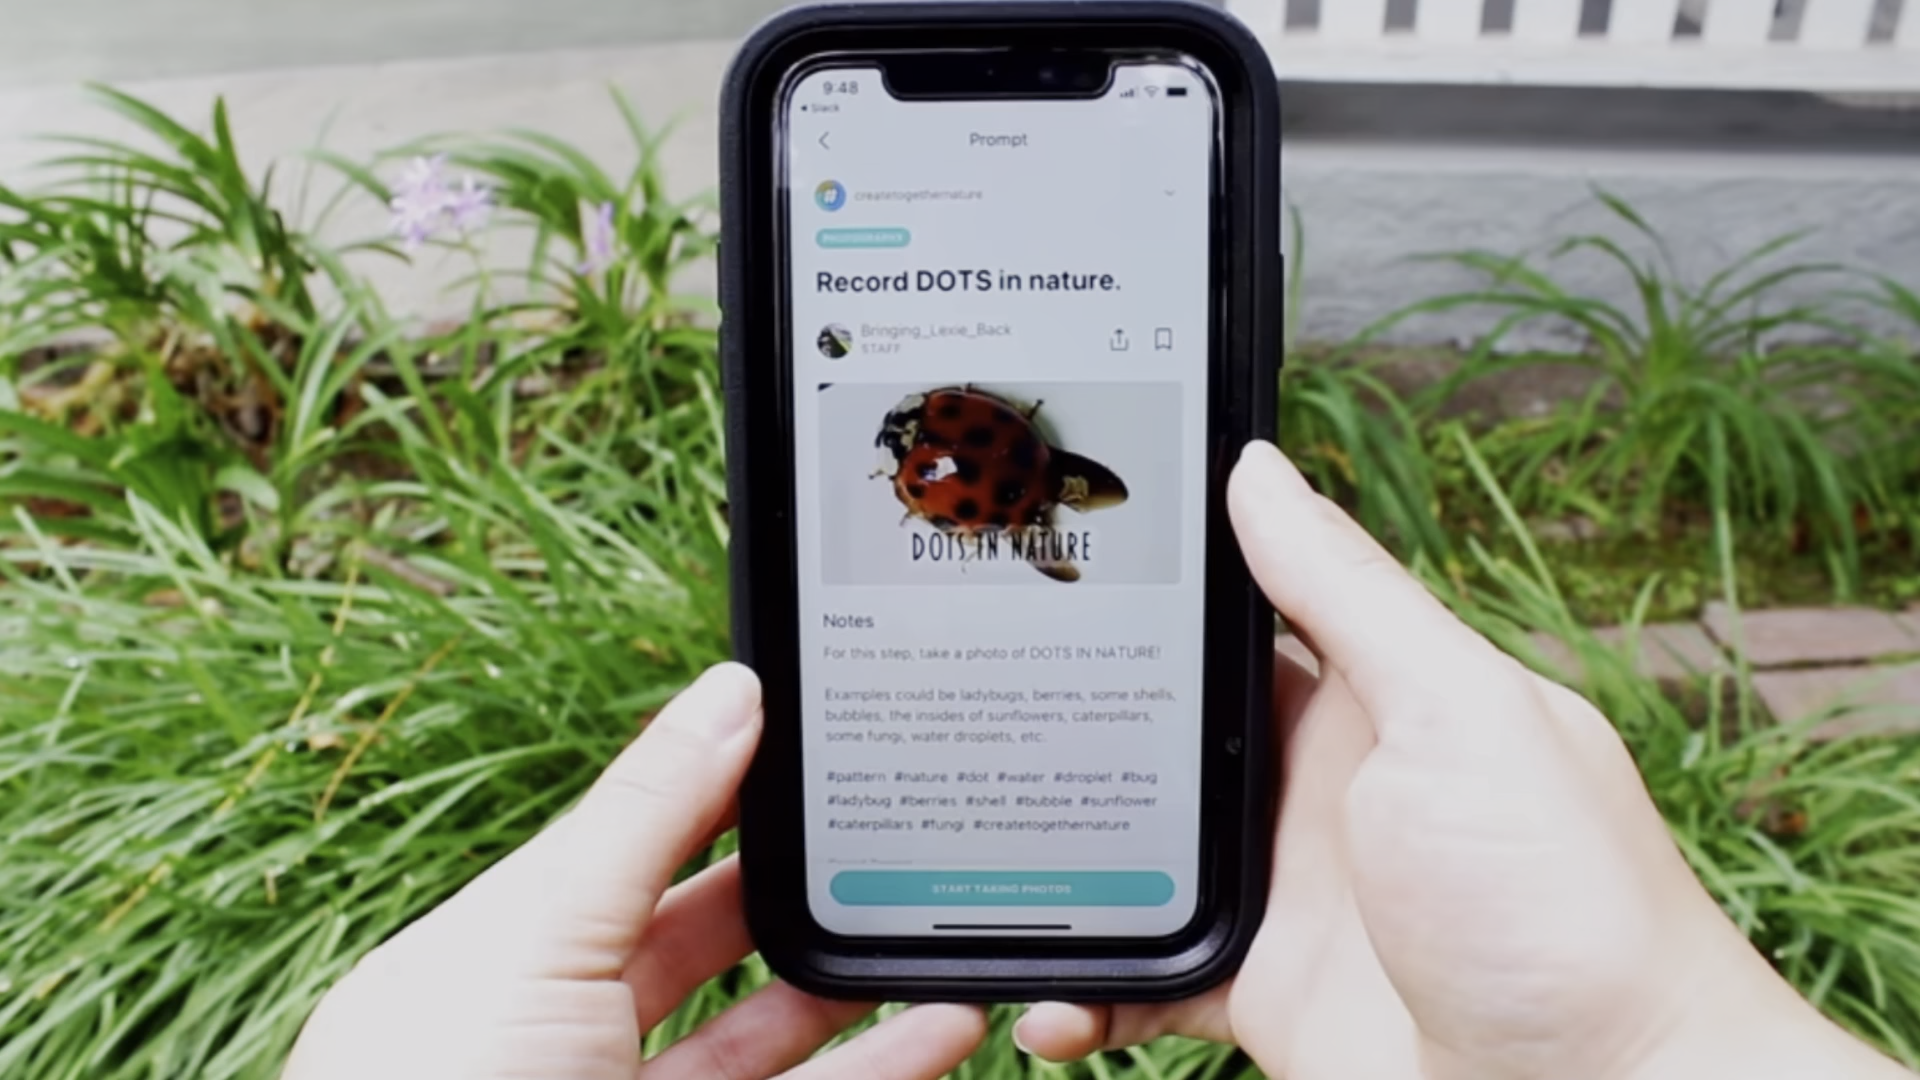 9:48
◂ Slack
Prompt
createtogethernature
PHOTOGRAPHY
Record DOTS in nature.
Bringing_Lexie_Back
STAFF
DOTS IN NATURE
Notes
For this step, take a photo of DOTS IN NATURE!
Examples could be ladybugs, berries, some shells,
bubbles, the insides of sunflowers, caterpillars,
some fungi, water droplets, etc.
#pattern #nature #dot #water #droplet #bug
#ladybug #berries #shell #bubble #sunflower
#caterpillars #fungi #createtogethernature
START TAKING PHOTOS